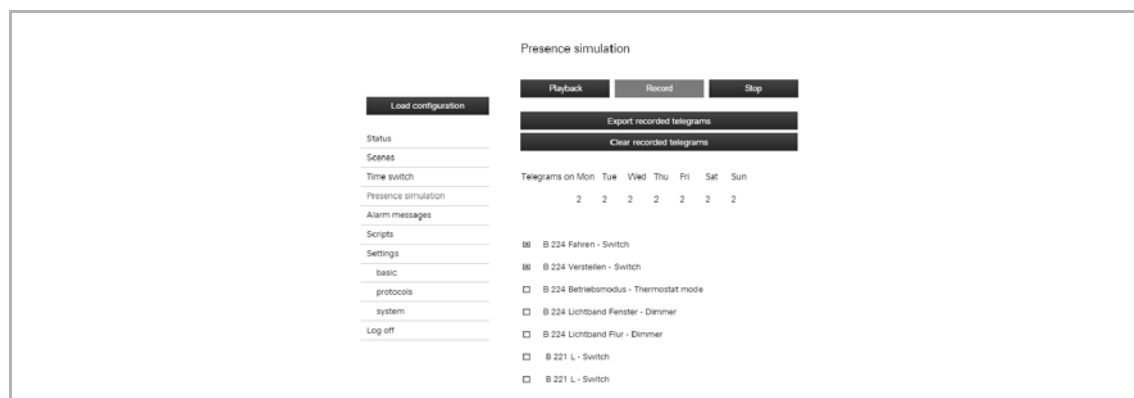 Presence simulation
Playback Record Stop
Load configuration
Export recorded telegrams
Clear recorded telegrams
Status
Scenes
Time switch
Presence simulation
Alarm messages
Scripts
Settings
basic
protocols
system
Log off
Telegrams on Mon Tue Wed Thu Fri Sat Sun
2 2 2 2 2 2 2
B 224 Fahren - Switch
B 224 Verstellen - Switch
B 224 Betriebsmodus - Thermostat mode
B 224 Lichtband Fenster - Dimmer
B 224 Lichtband Flur - Dimmer
B 221 L - Switch
B 221 L - Switch